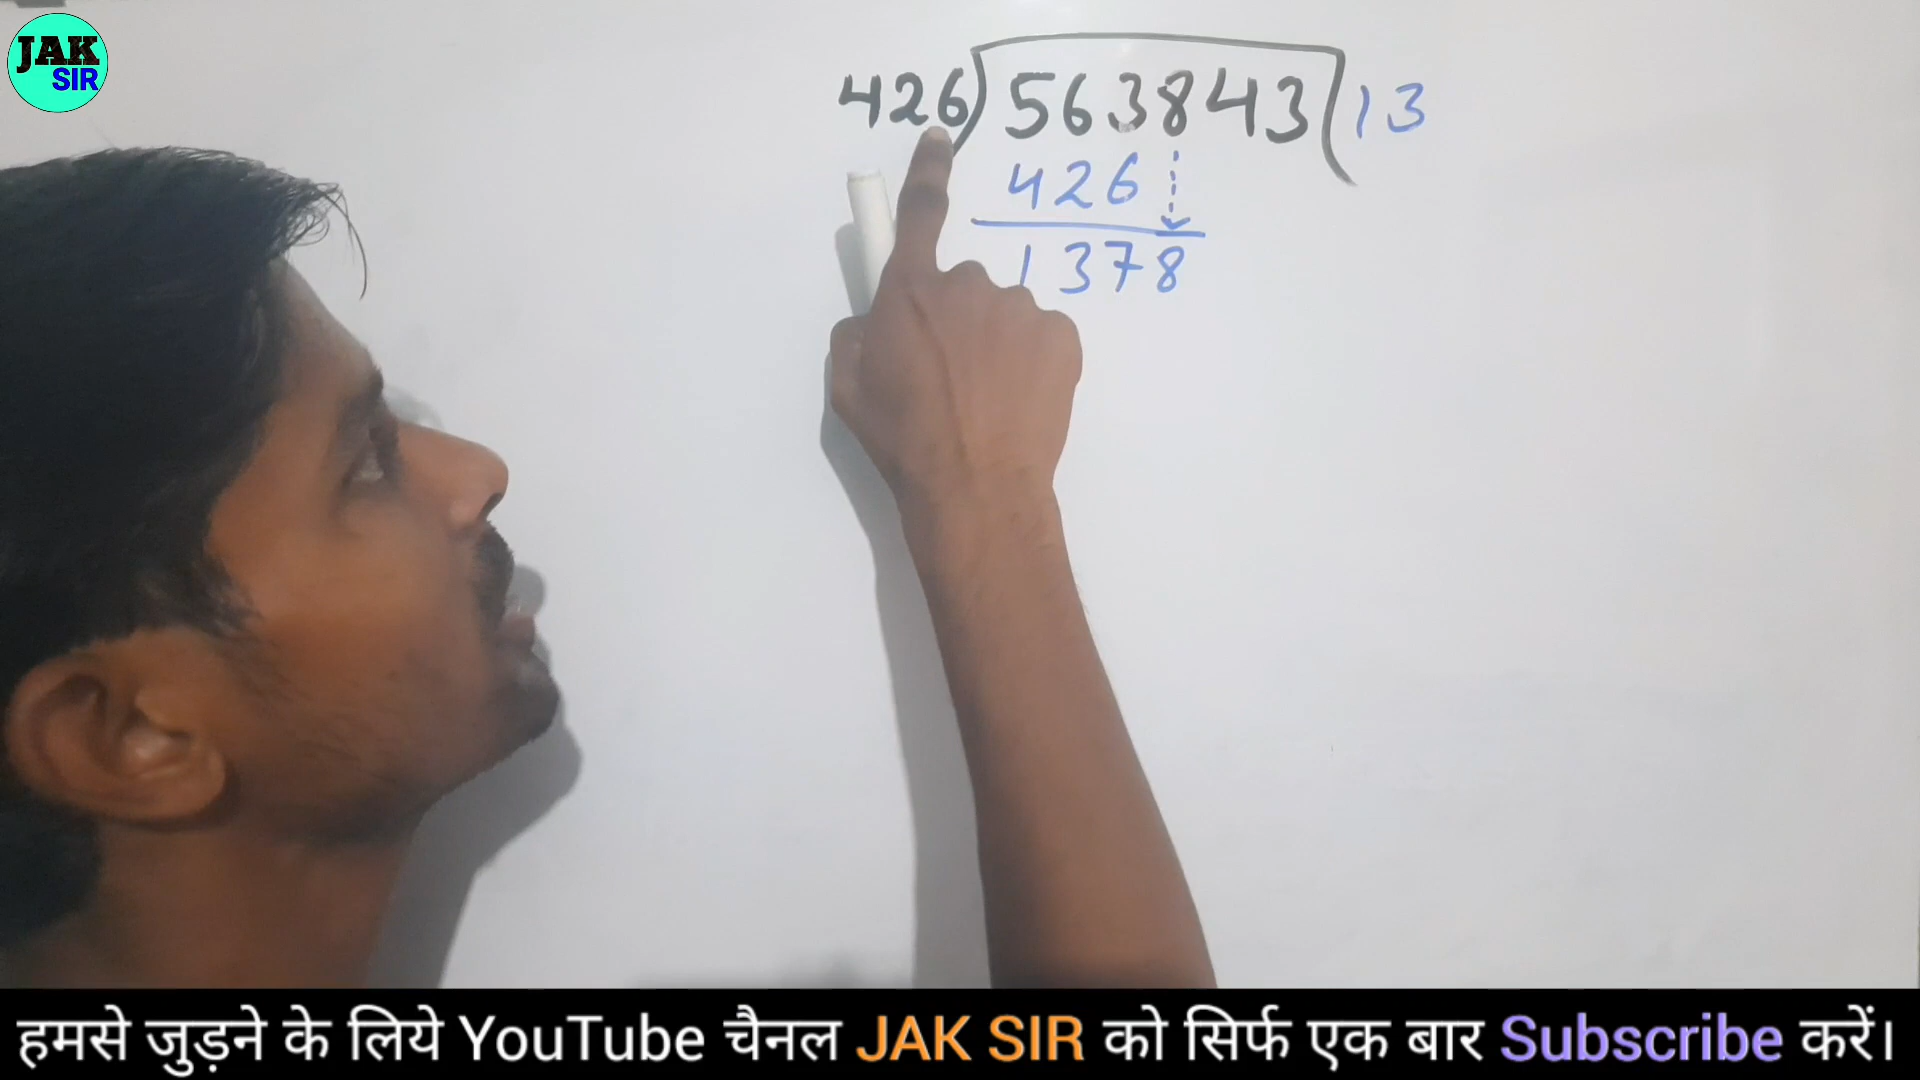 JAK
SIR
426) 563843 ( 13
426
1378
हमसे जुड़ने के लिये YouTube चैनल JAK SIR को सिर्फ एक बार Subscribe करें।